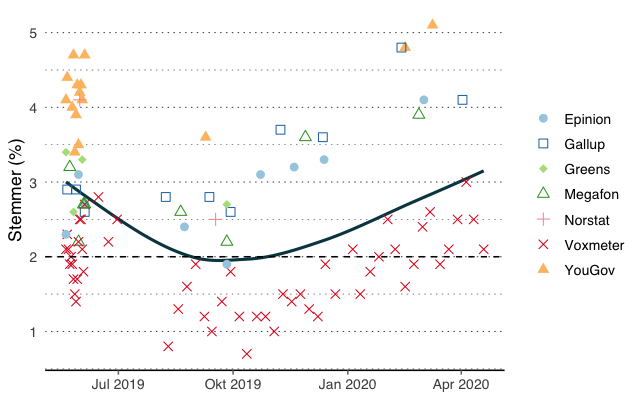 Stemmer (%)
5
4
3
2
1
Jul 2019
Okt 2019
Jan 2020
Apr 2020
Epinion
Gallup
Greens
Megafon
Norstat
Voxmeter
YouGov